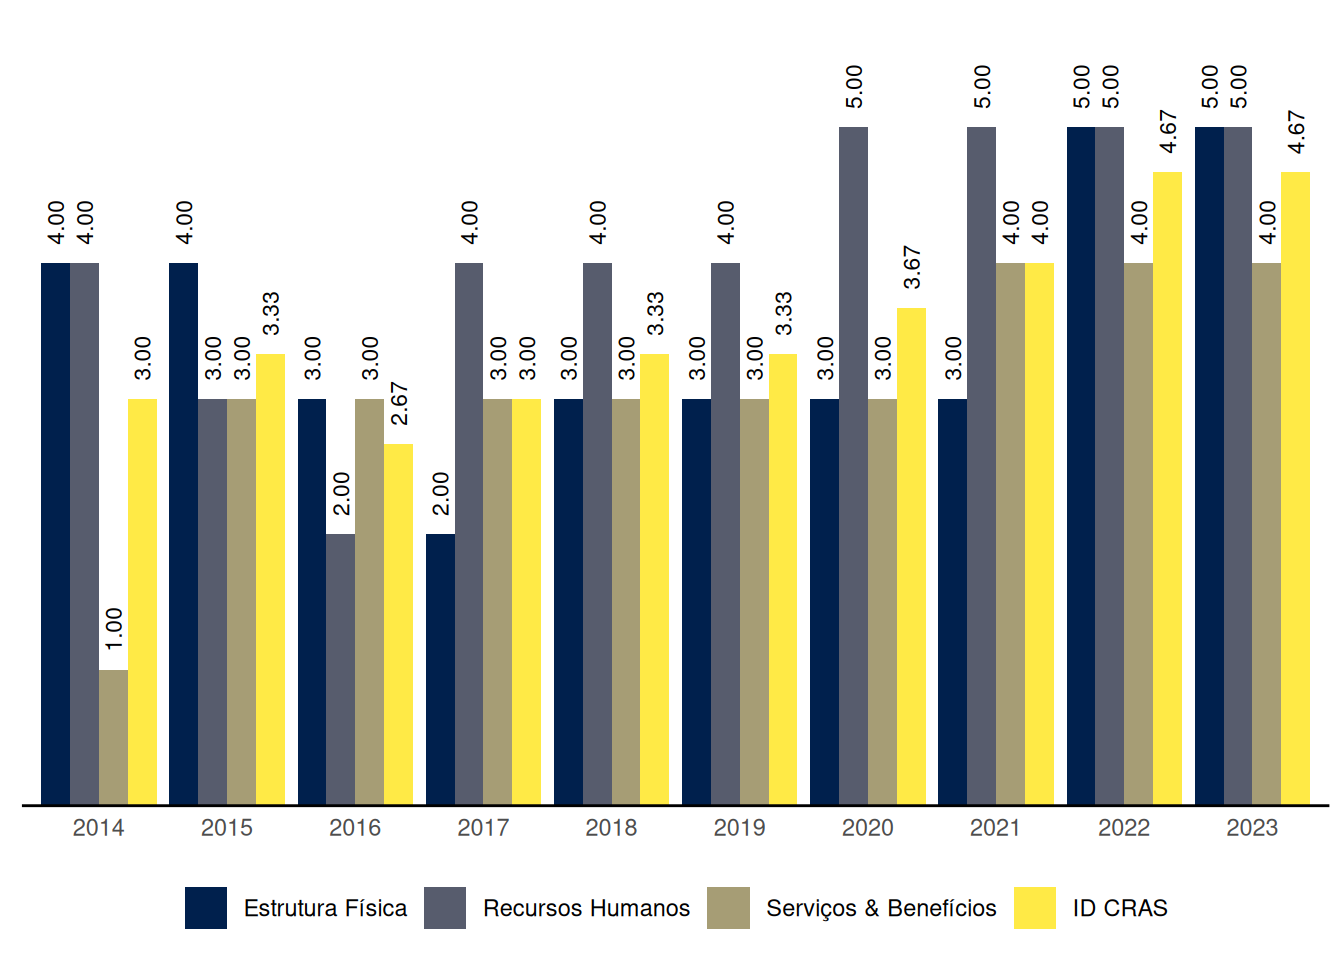 4.00 4.00 1.00 3.00
4.00 3.00 3.00 3.33
3.00 2.00 3.00 2.67
2.00 4.00 3.00 3.00
3.00 4.00 3.00 3.33
3.00 4.00 3.00 3.33
3.00 5.00 3.00 3.67
3.00 5.00 4.00 4.00
5.00 5.00 4.00 4.67
5.00 5.00 4.00 4.67
2014 2015 2016 2017 2018 2019 2020 2021 2022 2023
Estrutura Física Recursos Humanos Serviços & Benefícios ID CRAS